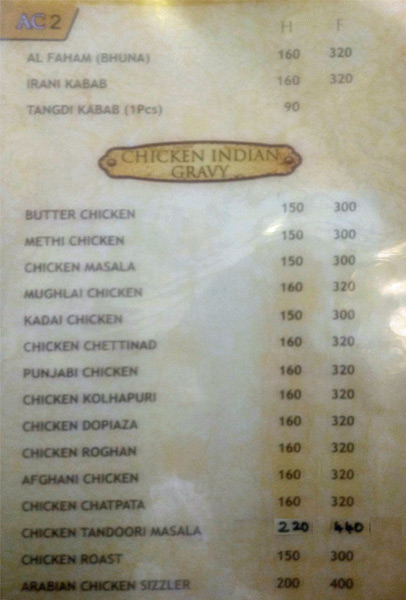 AC 2
H F
AL FAHAM (BHUNA) 160 320
IRANI KABAB 160 320
TANGDI KABAB (1Pcs) 90
CHICKEN INDIAN
GRAVY
BUTTER CHICKEN 150 300
METHI CHICKEN 150 300
CHICKEN MASALA 150 300
MUGHLAI CHICKEN 160 320
KADAI CHICKEN 150 300
CHICKEN CHETTINAD 160 320
PUNJABI CHICKEN 160 320
CHICKEN KOLHAPURI 160 320
CHICKEN DOPIAZA 160 320
CHICKEN ROGHAN 160 320
AFGHANI CHICKEN 160 320
CHICKEN CHATPATA 160 320
CHICKEN TANDOORI MASALA 220 440
CHICKEN ROAST 150 300
ARABIAN CHICKEN SIZZLER 200 400